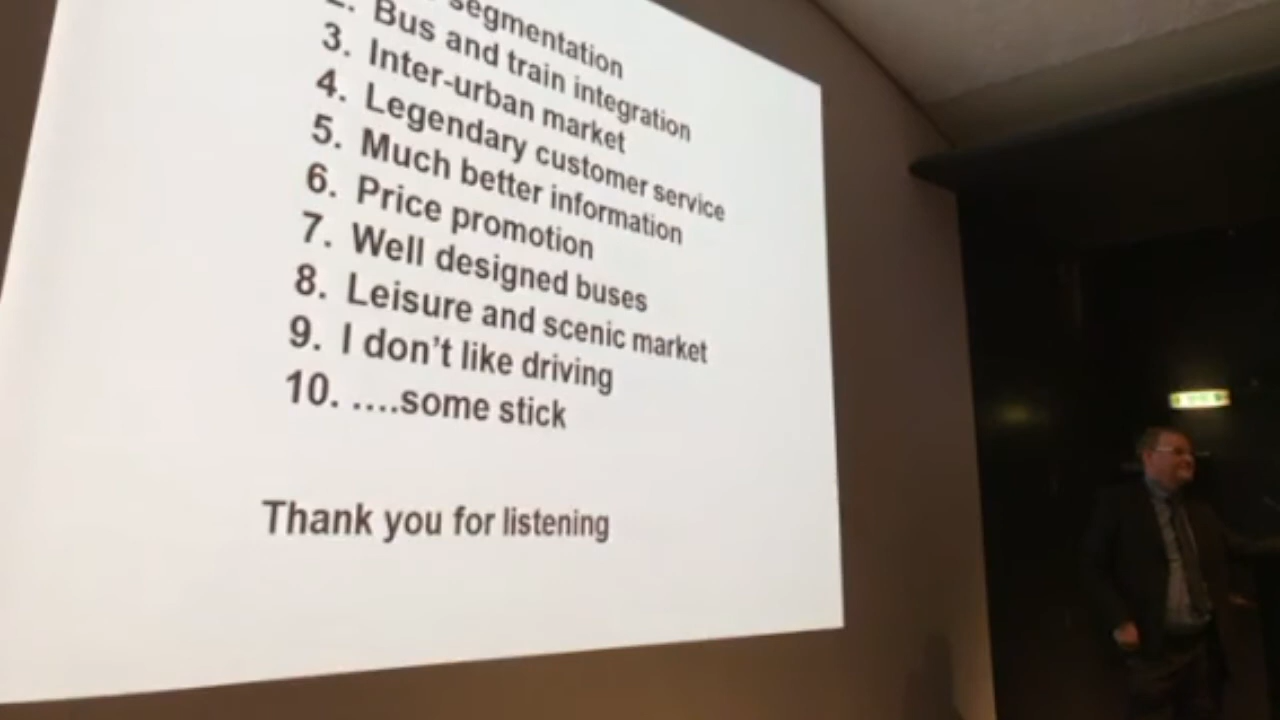 segmentation
2. Bus and train integration
3. Inter-urban market
4. Legendary customer service
5. Much better information
6. Price promotion
7. Well designed buses
8. Leisure and scenic market
9. I don't like driving
10. ....some stick
Thank you for listening